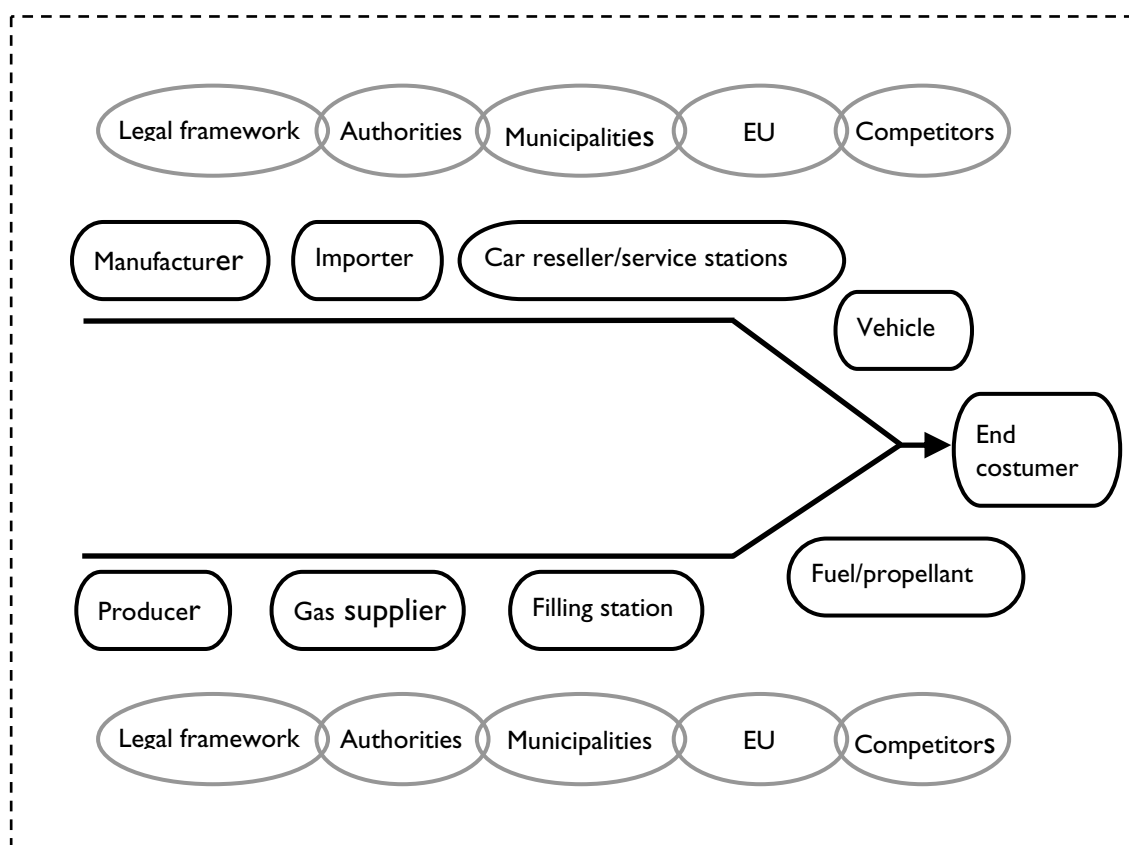 Legal framework
Authorities
Municipalities
EU
Competitors
Manufacturer
Importer
Car reseller/service stations
Vehicle
End
costumer
Fuel/propellant
Producer
Gas supplier
Filling station
Legal framework
Authorities
Municipalities
EU
Competitors